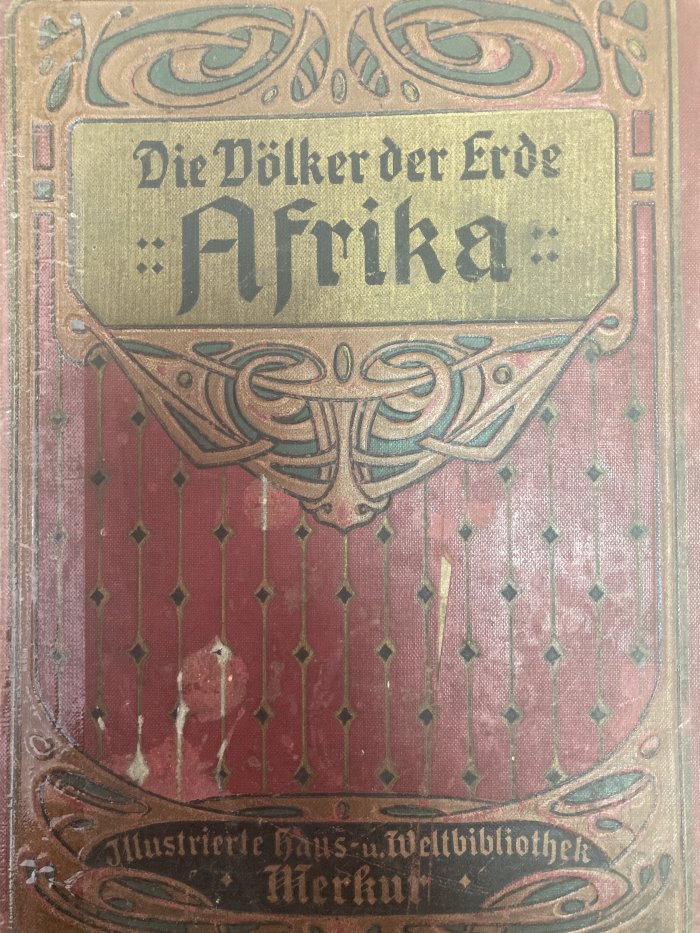 Die Völker der Erde
Afrika
Illustrierte Haus- u. Weltbibliothek
Merkur